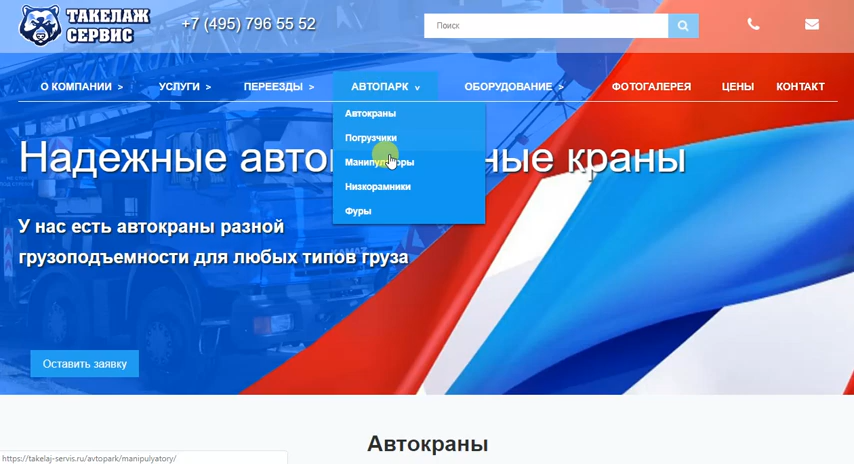 ТАКЕЛАЖ
СЕРВИС
+7 (495) 796 55 52
Поиск
О КОМПАНИИ >
УСЛУГИ >
ПЕРЕЕЗДЫ >
АВТОПАРК v
ОБОРУДОВАНИЕ >
ФОТОГАЛЕРЕЯ
ЦЕНЫ
КОНТАКТ
Автокраны
Погрузчики
Манипуляторы
Низкорамники
Фуры
Надежные краны
У нас есть автокраны разной
грузоподъемности для любых типов груза
КАМАЗ
Оставить заявку
Автокраны
https://takelaj-servis.ru/avtopark/manipulyatory/